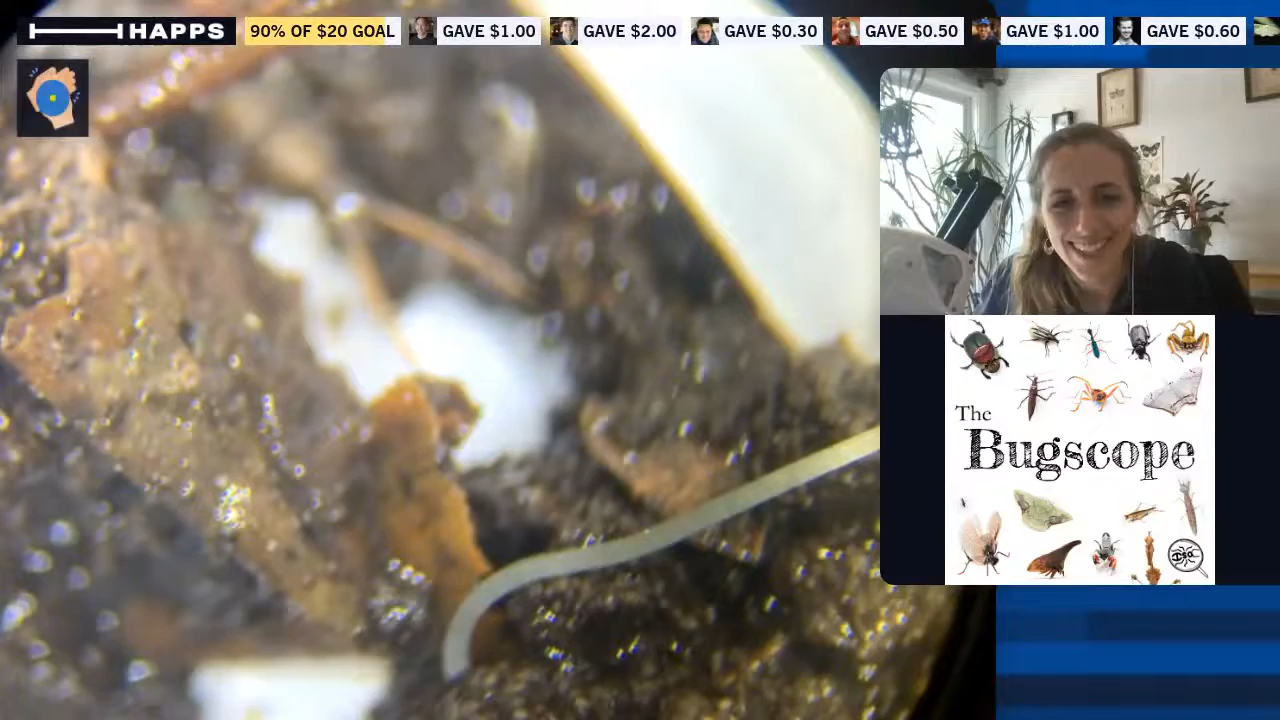 HAPPS
90% OF $20 GOAL
GAVE $1.00
GAVE $2.00
GAVE $0.30
GAVE $0.50
GAVE $1.00
GAVE $0.60
The
Bugscope